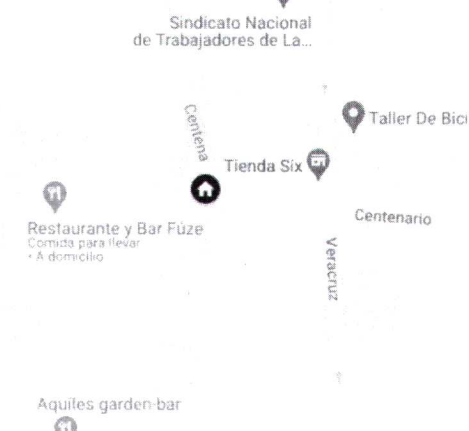 Sindicato Nacional
de Trabajadores de La...
Taller De Bici
Centena
Tienda Six
Centenario
Restaurante y Bar Fúze
Comida para llevar
• A domicilio
Veracruz
Aquiles garden-bar